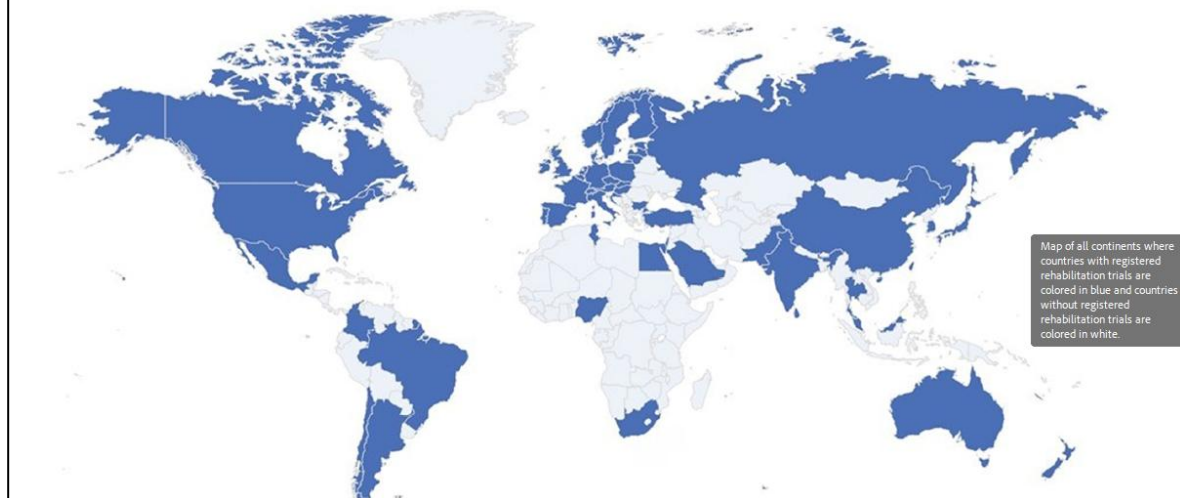 Map of all continents where
countries with registered
rehabilitation trials are
colored in blue and countries
without registered
rehabilitation trials are
colored in white.